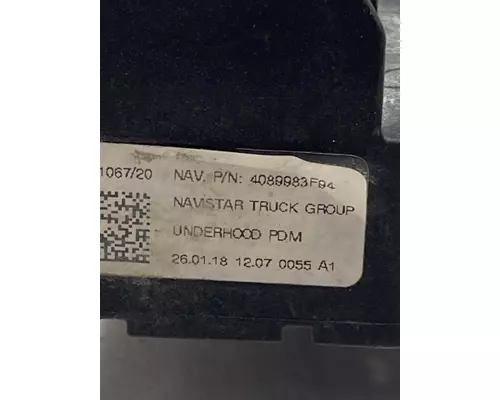 1067/20 NAV. P/N: 4089983F94
NAVISTAR TRUCK GROUP
UNDERHOOD PDM
26.01.18 12.07 0055 A1